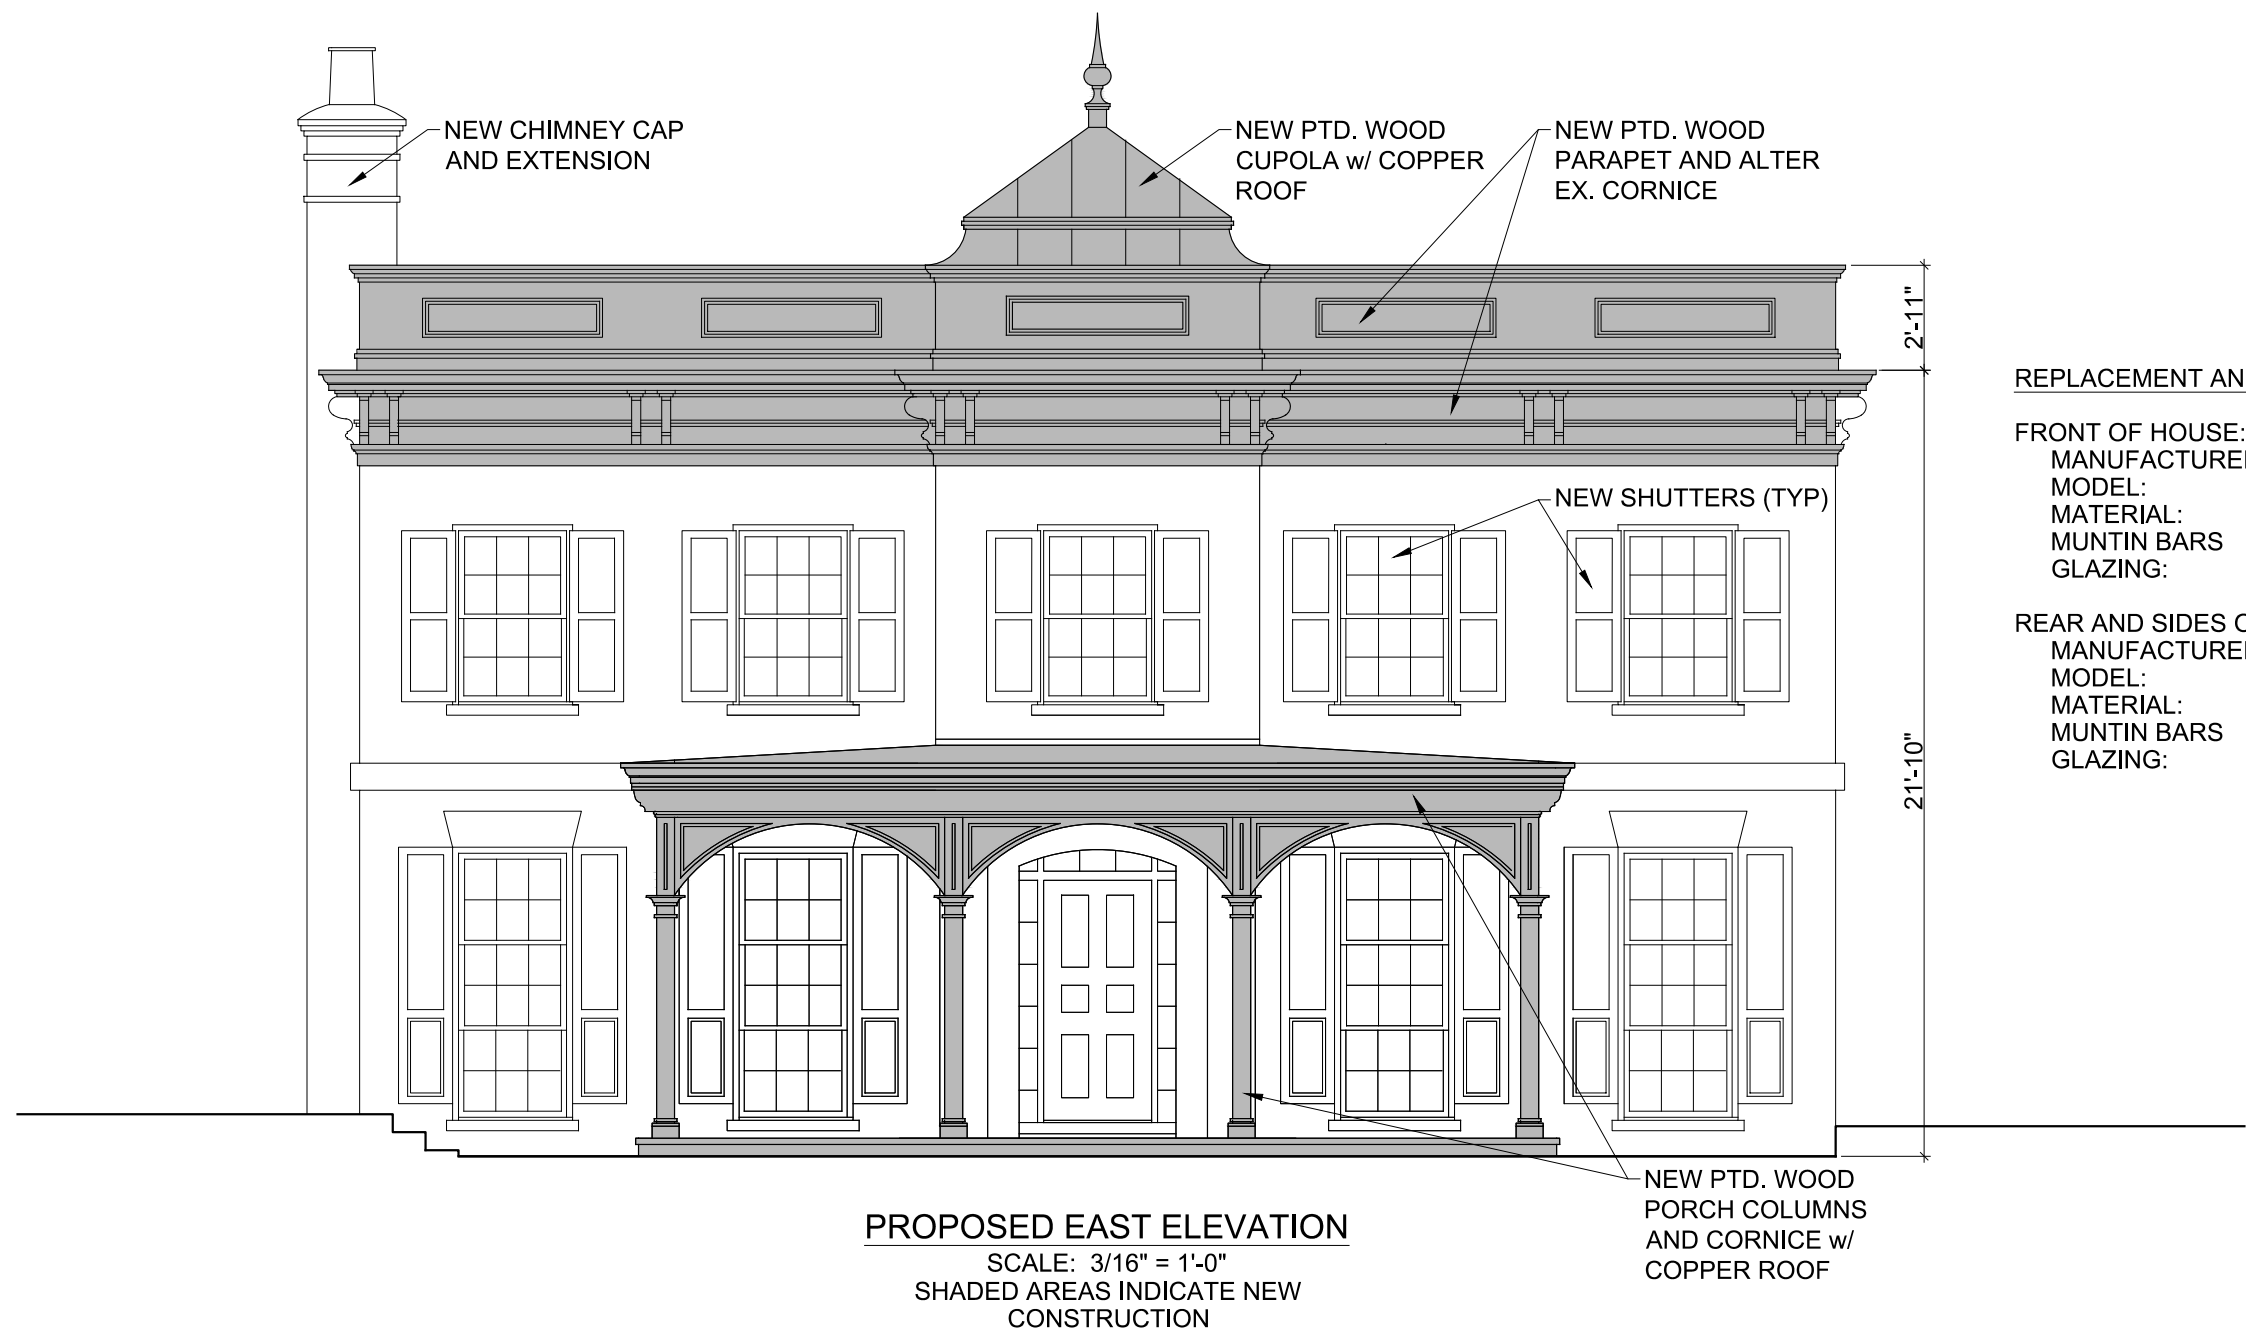 NEW CHIMNEY CAP
AND EXTENSION
NEW PTD. WOOD
CUPOLA w/ COPPER
ROOF
NEW PTD. WOOD
PARAPET AND ALTER
EX. CORNICE
2'-11"
NEW SHUTTERS (TYP)
21'-10"
REPLACEMENT AN
FRONT OF HOUSE:
MANUFACTURE
MODEL:
MATERIAL:
MUNTIN BARS
GLAZING:
REAR AND SIDES
MANUFACTURE
MODEL:
MATERIAL:
MUNTIN BARS
GLAZING:
NEW PTD. WOOD
PORCH COLUMNS
AND CORNICE w/
COPPER ROOF
PROPOSED EAST ELEVATION
SCALE: 3/16" = 1'-0"
SHADED AREAS INDICATE NEW
CONSTRUCTION